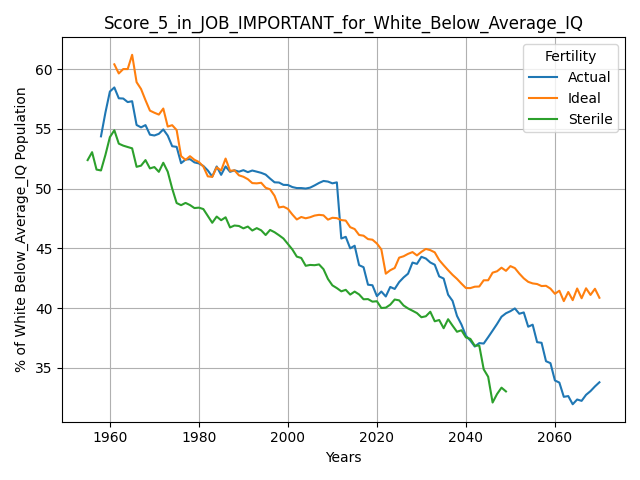 Score_5_in_JOB_IMPORTANT_for_White_Below_Average_IQ
% of White Below_Average_IQ Population
60
55
50
45
40
35
Fertility
Actual
Ideal
Sterile
1960
1980
2000
2020
2040
2060
Years